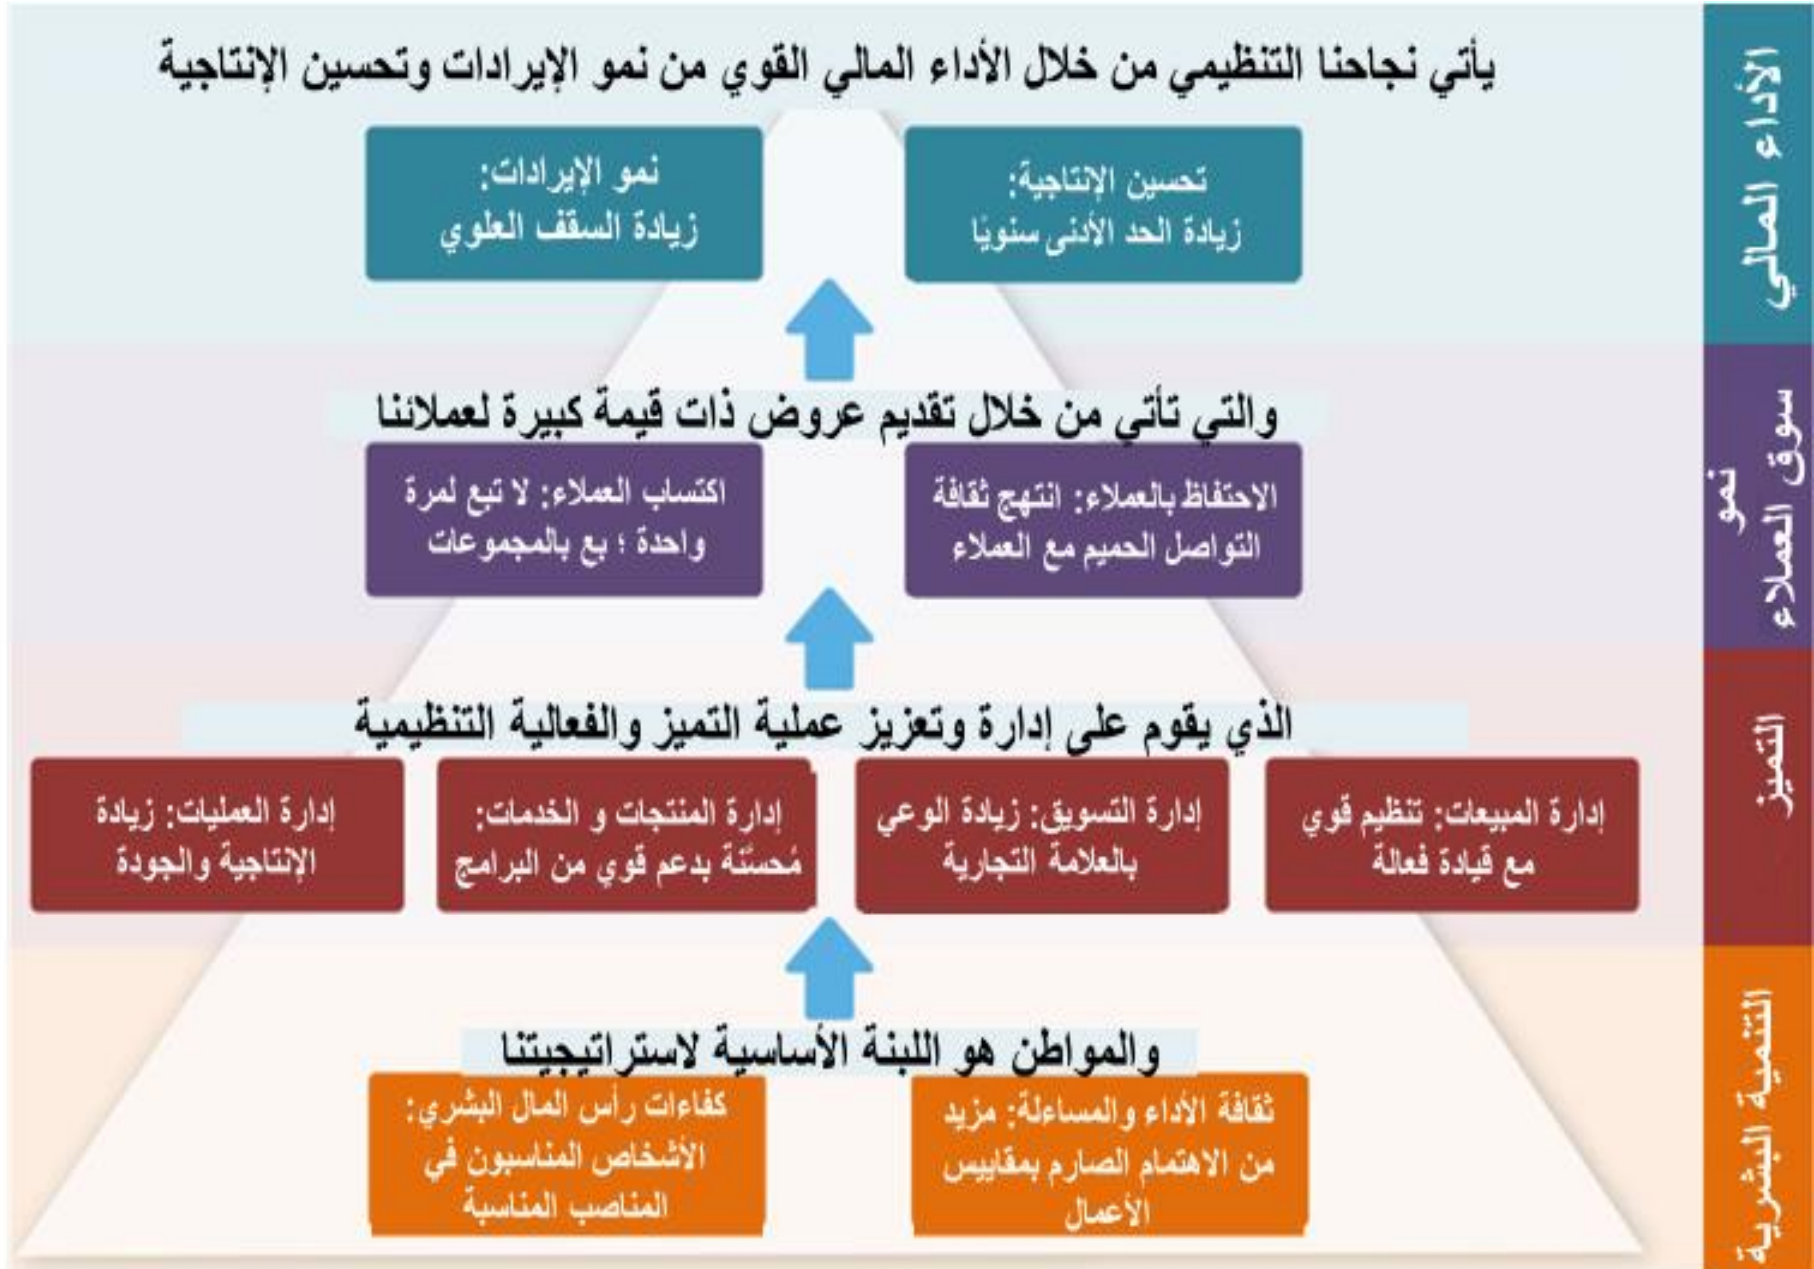 يأتي نجاحنا التنظيمي من خلال الأداء المالي القوي من نمو الإيرادات وتحسين الإنتاجية
الأداء المالي
تحسين الإنتاجية:
زيادة الحد الأدنى سنويًا
نمو الإيرادات:
زيادة السقف العلوي
والتي تأتي من خلال تقديم عروض ذات قيمة كبيرة لعملائنا
نمو
سوق العملاء
الاحتفاظ بالعملاء: انتهج ثقافة
التواصل الحميم مع العملاء
اكتساب العملاء: لا تبع لمرة
واحدة ؛ بع بالمجموعات
الذي يقوم على إدارة وتعزيز عملية التميز والفعالية التنظيمية
التميز
إدارة المبيعات: تنظيم قوي
مع قيادة فعالة
إدارة التسويق: زيادة الوعي
بالعلامة التجارية
إدارة المنتجات و الخدمات:
مُحسنّة بدعم قوي من البرامج
إدارة العمليات: زيادة
الإنتاجية والجودة
والمواطن هو اللبنة الأساسية لاستراتيجيتنا
التنمية البشرية
ثقافة الأداء والمساءلة: مزيد
من الاهتمام الصارم بمقاييس
الأعمال
كفاءات رأس المال البشري:
الأشخاص المناسبون في
المناصب المناسبة